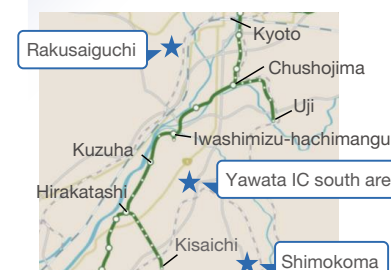 Kyoto
Rakusaiguchi
Chushojima
Uji
Iwashimizu-hachimangu
Kuzuha
Yawata IC south are
Hirakatashi
Kisaichi
Shimokoma